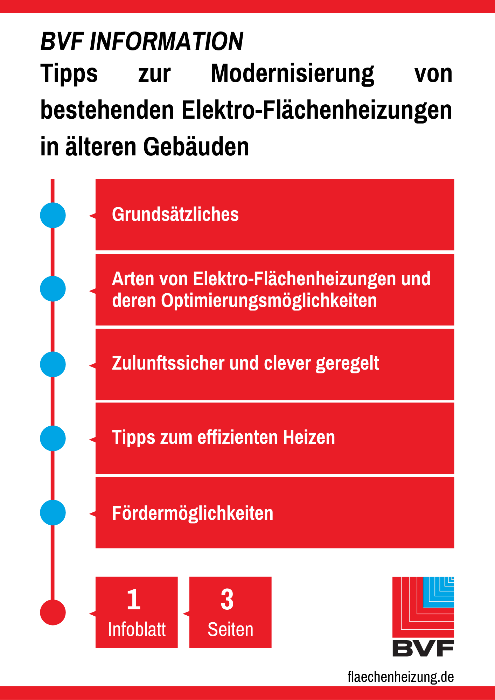 BVF INFORMATION
Tipps zur Modernisierung von
bestehenden Elektro-Flächenheizungen
in älteren Gebäuden
Grundsätzliches
Arten von Elektro-Flächenheizungen und
deren Optimierungsmöglichkeiten
Zulunftssicher und clever geregelt
Tipps zum effizienten Heizen
Fördermöglichkeiten
1
Infoblatt
3
Seiten
BVF
flaechenheizung.de